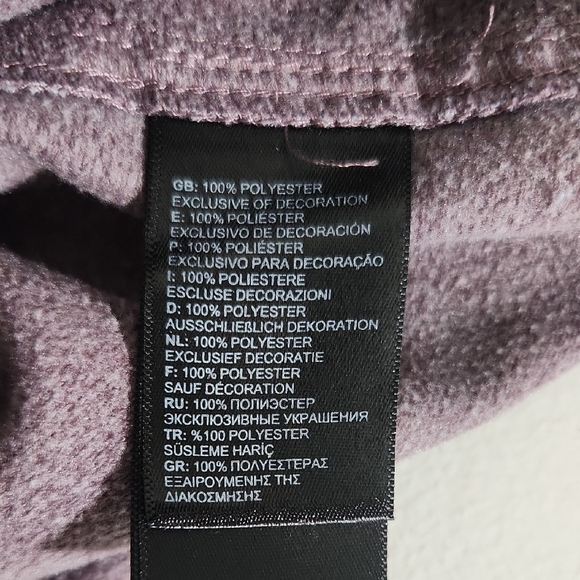 GB: 100% POLYESTER
EXCLUSIVE OF DECORATION
E: 100% POLIÉSTER
EXCLUSIVO DE DECORACIÓN
P: 100% POLIÉSTER
EXCLUSIVO PARA DECORAÇÃO
I: 100% POLIESTERE
ESCLUSE DECORAZIONI
D: 100% POLYESTER
AUSSCHLIEßLICH DEKORATION
NL: 100% POLYESTER
EXCLUSIEF DECORATIE
F: 100% POLYESTER
SAUF DÉCORATION
RU: 100% ПОЛИЭСТЕР
ЭКСКЛЮЗИВНЫЕ УКРАШЕНИЯ
TR: %100 POLYESTER
SÜSLEME HARİÇ
GR: 100% ΠΟΛΥΕΣΤΕΡΑΣ
ΕΞΑΙΡΟΥΜΕΝΗΣ ΤΗΣ
ΔΙΑΚΟΣΜΗΣΗΣ